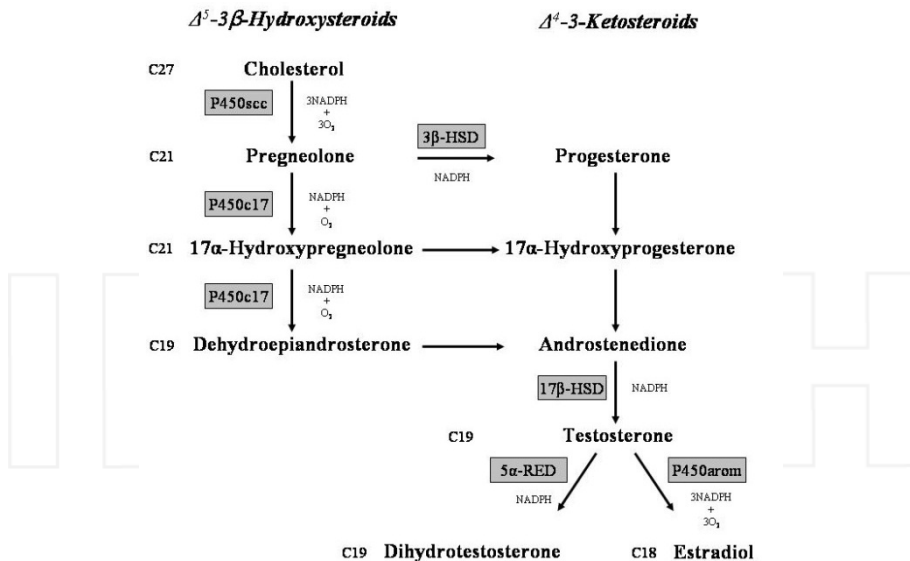 Δ⁵-3β-Hydroxysteroids Δ⁴-3-Ketosteroids
C27 Cholesterol
P450scc 3NADPH
+
3O₂
3β-HSD
C21 Pregneolone Progesterone
NADPH
P450c17 NADPH
+
O₂
C21 17α-Hydroxypregneolone 17α-Hydroxyprogesterone
P450c17 NADPH
+
O₂
C19 Dehydroepiandrosterone Androstenedione
17β-HSD NADPH
C19 Testosterone
5α-RED P450arom
NADPH 3NADPH
+
3O₂
C19 Dihydrotestosterone C18 Estradiol